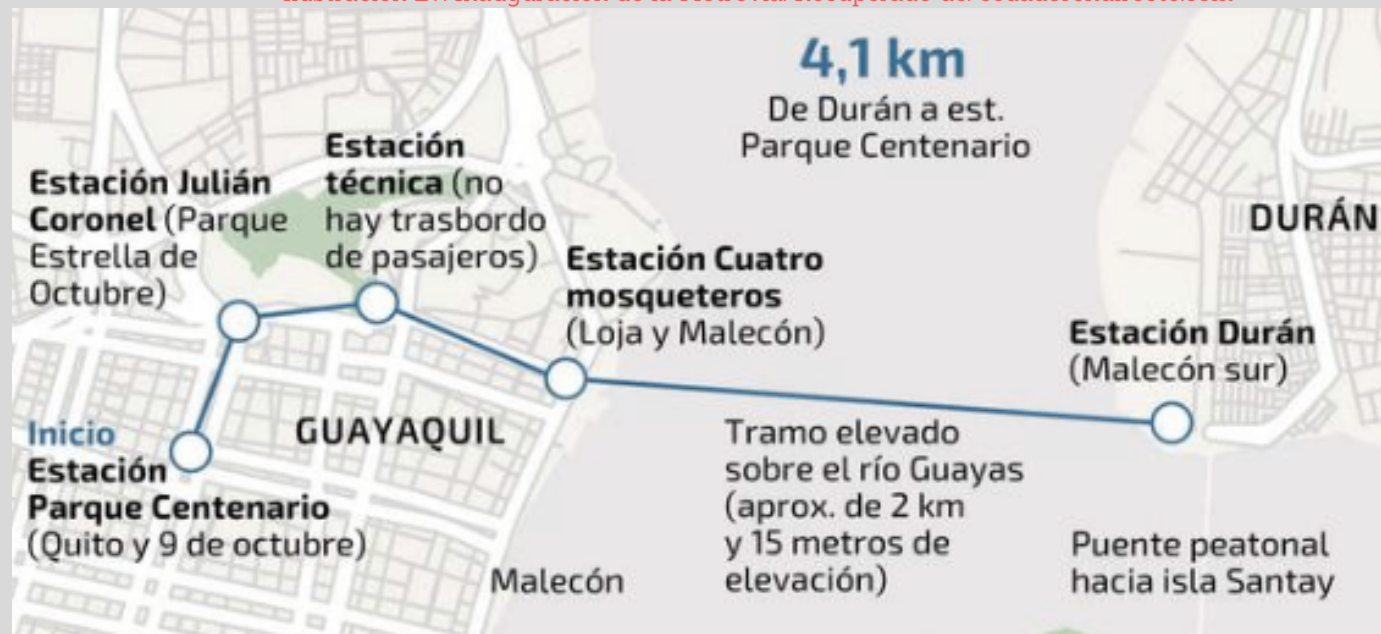 4,1 km
De Durán a est.
Parque Centenario
Estación Julián
Coronel (Parque
Estrella de
Octubre)
Estación
técnica (no
hay trasbordo
de pasajeros)
Estación Cuatro
mosqueteros
(Loja y Malecón)
DURÁN
Estación Durán
(Malecón sur)
Inicio
Estación
Parque Centenario
(Quito y 9 de octubre)
GUAYAQUIL
Tramo elevado
sobre el río Guayas
(aprox. de 2 km
y 15 metros de
elevación)
Malecón
Puente peatonal
hacia isla Santay